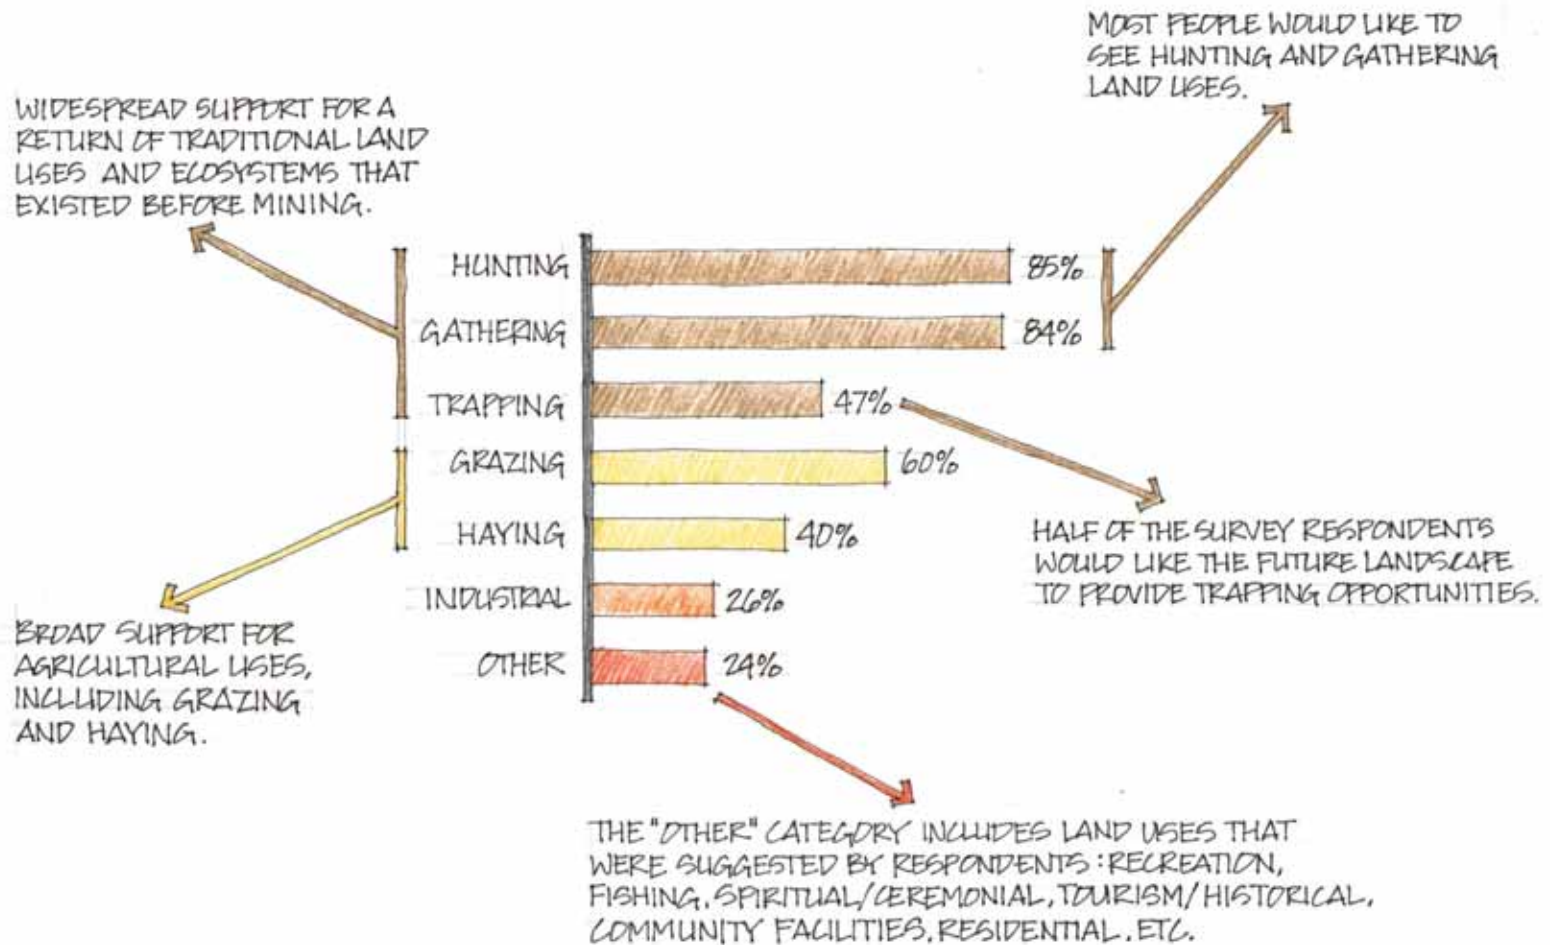 MOST PEOPLE WOULD LIKE TO
SEE HUNTING AND GATHERING
LAND USES.
WIDESPREAD SUPPORT FOR A
RETURN OF TRADITIONAL LAND
USES AND ECOSYSTEMS THAT
EXISTED BEFORE MINING.
HUNTING 85%
GATHERING 84%
TRAPPING 47%
GRAZING 60%
HAYING 40%
INDUSTRIAL 26%
OTHER 24%
HALF OF THE SURVEY RESPONDENTS
WOULD LIKE THE FUTURE LANDSCAPE
TO PROVIDE TRAPPING OPPORTUNITIES.
BROAD SUPPORT FOR
AGRICULTURAL USES,
INCLUDING GRAZING
AND HAYING.
THE "OTHER" CATEGORY INCLUDES LAND USES THAT
WERE SUGGESTED BY RESPONDENTS: RECREATION,
FISHING, SPIRITUAL/CEREMONIAL, TOURISM/HISTORICAL,
COMMUNITY FACILITIES, RESIDENTIAL, ETC.